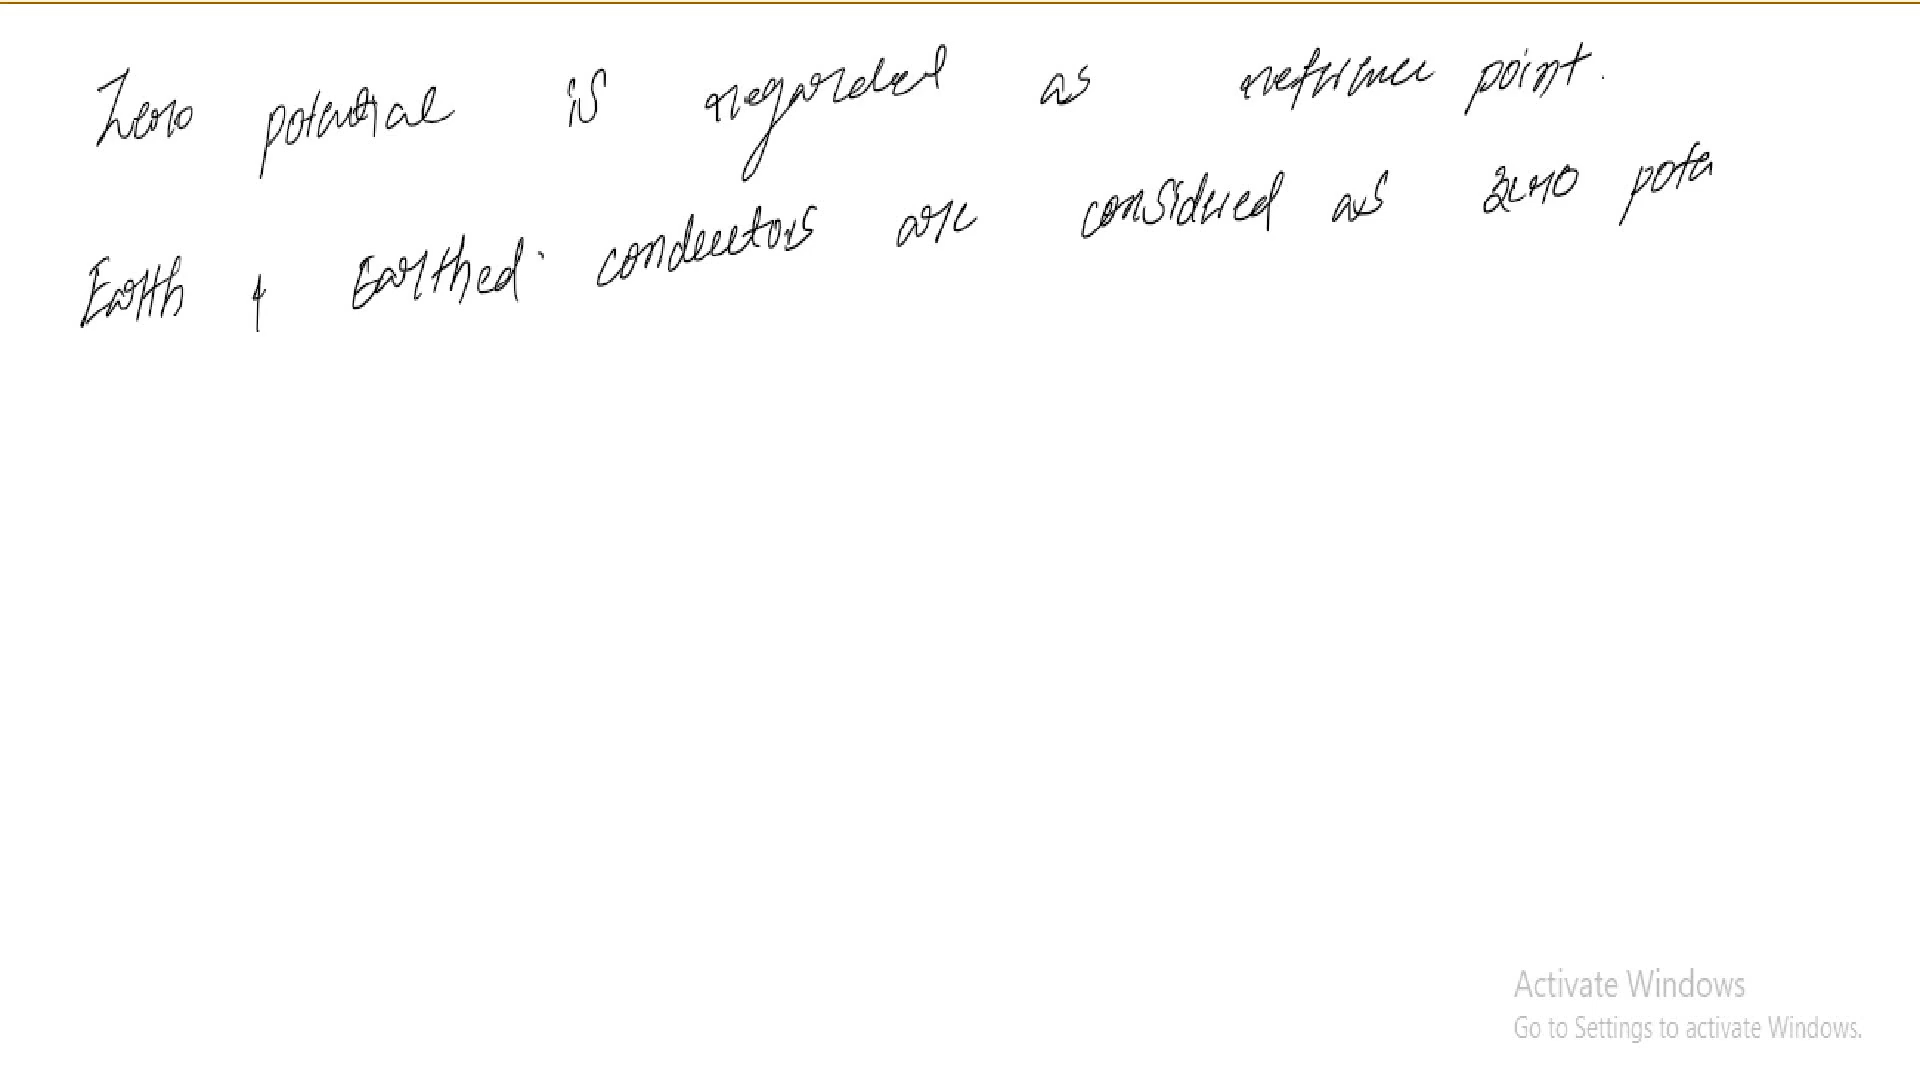 Zero potential is regarded as reference point.
Earth & Earthed conductors are considered as zero pote
Activate Windows
Go to Settings to activate Windows.